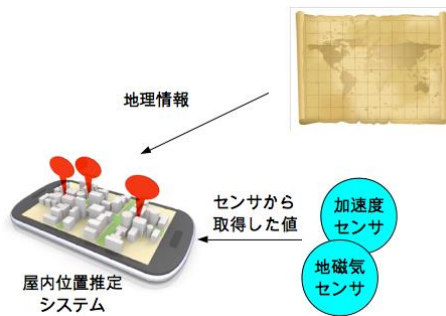 地理情報
センサから
取得した値
加速度
センサ
地磁気
センサ
屋内位置推定
システム